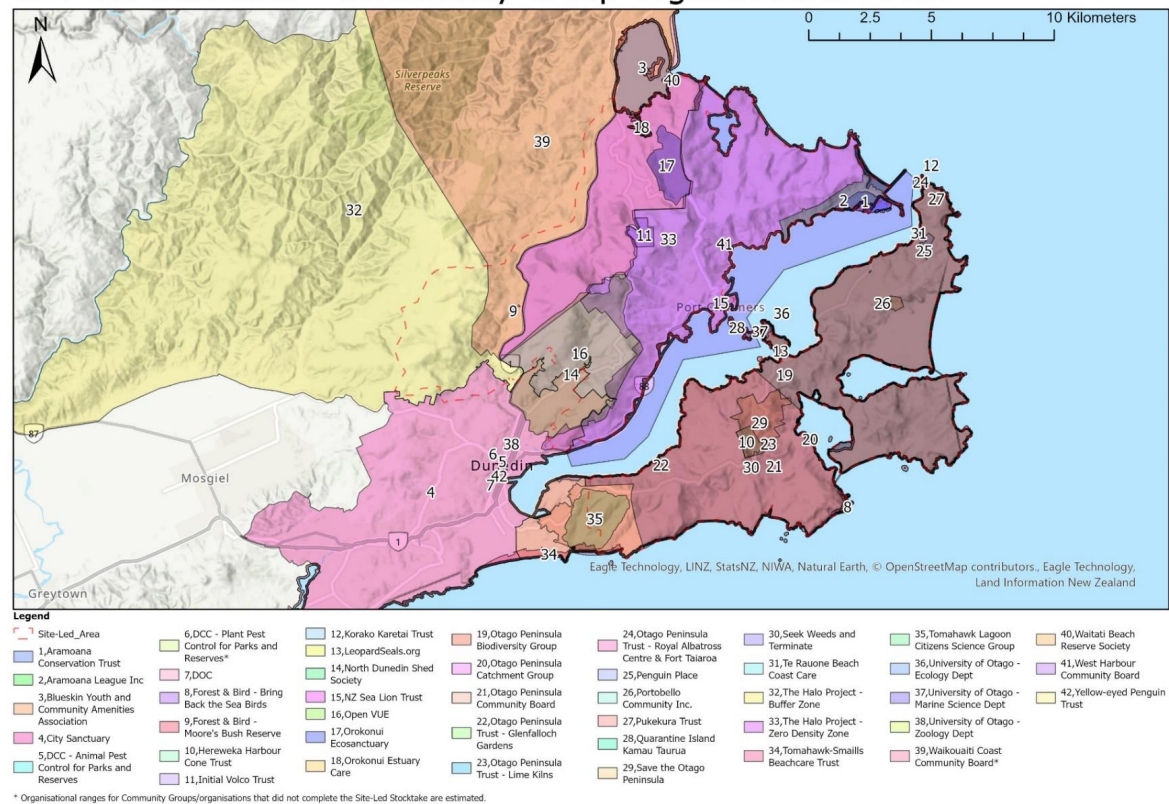 N
0 2.5 5 10 Kilometers
Silverpeaks
Reserve
3
40
39
18
17
12
24
27
2
1
32
11
33
41
31
25
9
15
Port Chalmers
26
36
28
37
1
16
13
14
19
88
87
38
29
6
5
10
23
20
Dunedin
22
30
21
Mosgiel
42
7
4
8
35
1
34
Greytown
Eagle Technology, LINZ, StatsNZ, NIWA, Natural Earth, © OpenStreetMap contributors., Eagle Technology,
Land Information New Zealand
Legend
Site-Led_Area
1,Aramoana
Conservation Trust
2,Aramoana League Inc
3,Blueskin Youth and
Community Amenities
Association
4,City Sanctuary
5,DCC - Animal Pest
Control for Parks and
Reserves
6,DCC - Plant Pest
Control for Parks and
Reserves*
7,DOC
8,Forest & Bird - Bring
Back the Sea Birds
9,Forest & Bird -
Moore's Bush Reserve
10,Hereweka Harbour
Cone Trust
11,Initial Volco Trust
12,Korako Karetai Trust
13,LeopardSeals.org
14,North Dunedin Shed
Society
15,NZ Sea Lion Trust
16,Open VUE
17,Orokonui
Ecosanctuary
18,Orokonui Estuary
Care
19,Otago Peninsula
Biodiversity Group
20,Otago Peninsula
Catchment Group
21,Otago Peninsula
Community Board
22,Otago Peninsula
Trust - Glenfalloch
Gardens
23,Otago Peninsula
Trust - Lime Kilns
24,Otago Peninsula
Trust - Royal Albatross
Centre & Fort Taiaroa
25,Penguin Place
26,Portobello
Community Inc.
27,Pukekura Trust
28,Quarantine Island
Kamau Taurua
29,Save the Otago
Peninsula
30,Seek Weeds and
Terminate
31,Te Rauone Beach
Coast Care
32,The Halo Project -
Buffer Zone
33,The Halo Project -
Zero Density Zone
34,Tomahawk-Smaills
Beachcare Trust
35,Tomahawk Lagoon
Citizens Science Group
36,University of Otago -
Ecology Dept
37,University of Otago -
Marine Science Dept
38,University of Otago -
Zoology Dept
39,Waikouaiti Coast
Community Board*
40,Waitati Beach
Reserve Society
41,West Harbour
Community Board
42,Yellow-eyed Penguin
Trust
* Organisational ranges for Community Groups/organisations that did not complete the Site-Led Stocktake are estimated.